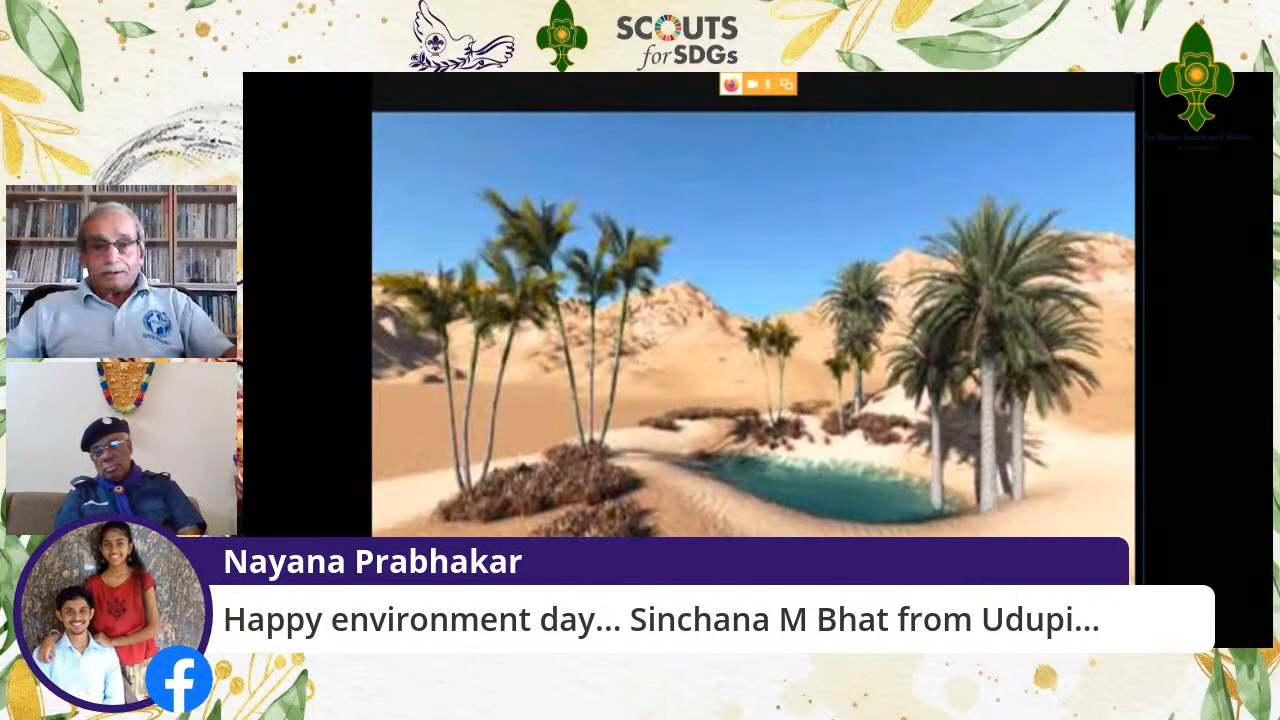 SCOUTS
for SDGs
Nayana Prabhakar
Happy environment day... Sinchana M Bhat from Udupi...